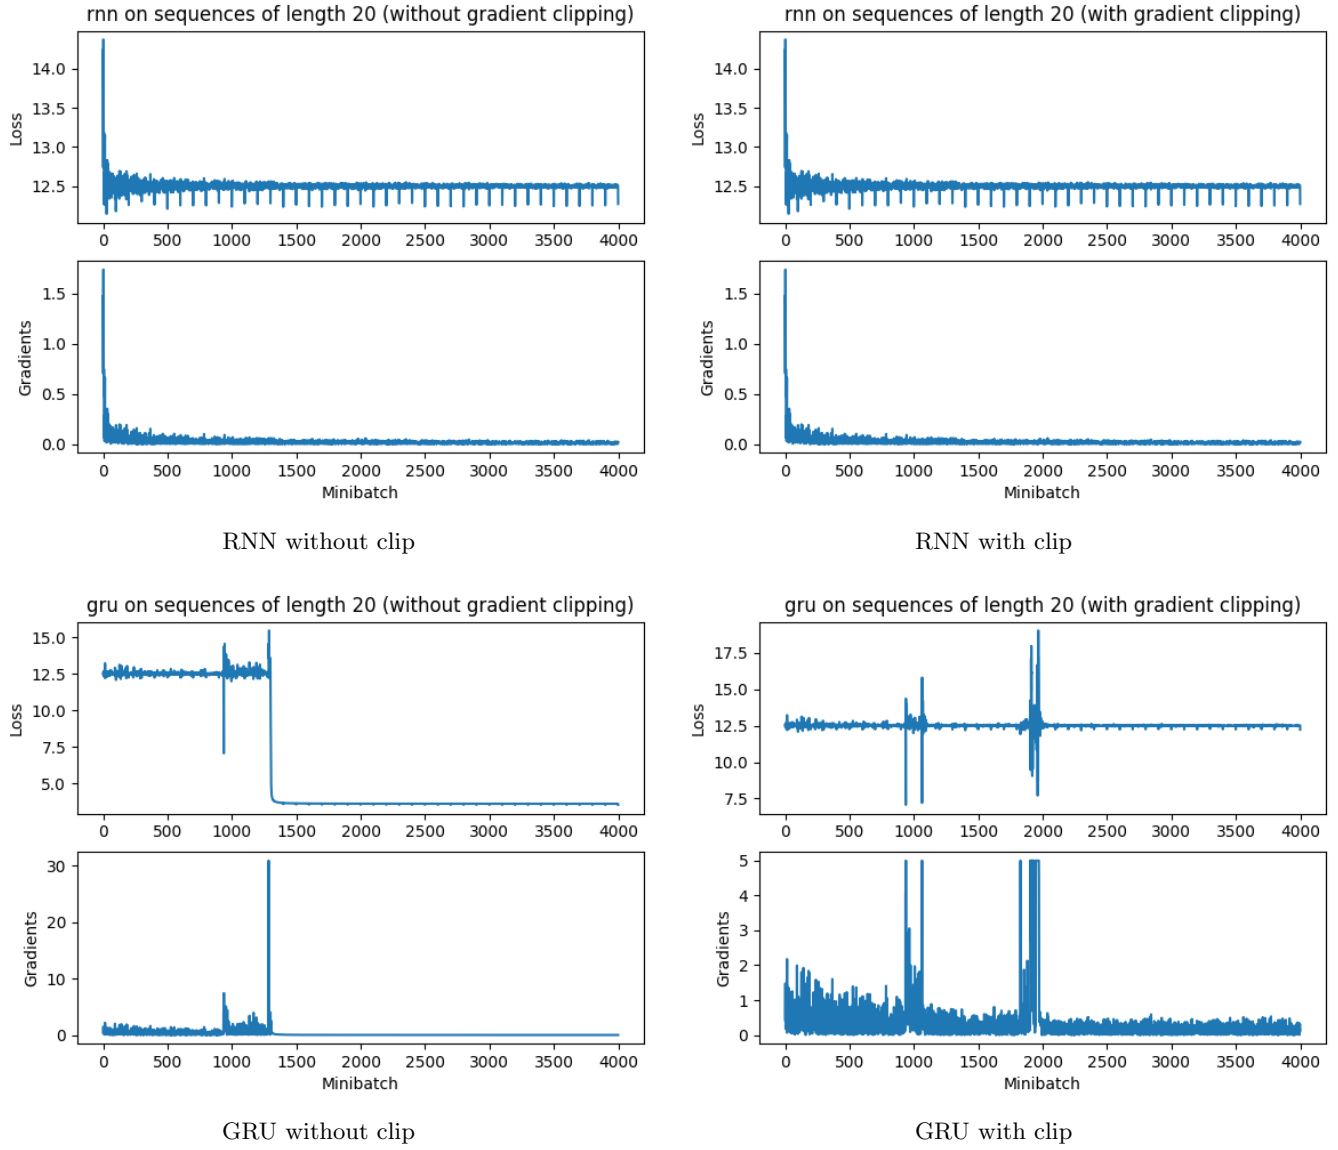 rnn on sequences of length 20 (without gradient clipping)
14.0
13.5
13.0
12.5
Loss
0 500 1000 1500 2000 2500 3000 3500 4000
1.5
1.0
0.5
0.0
Gradients
0 500 1000 1500 2000 2500 3000 3500 4000
Minibatch
RNN without clip
rnn on sequences of length 20 (with gradient clipping)
14.0
13.5
13.0
12.5
Loss
0 500 1000 1500 2000 2500 3000 3500 4000
1.5
1.0
0.5
0.0
Gradients
0 500 1000 1500 2000 2500 3000 3500 4000
Minibatch
RNN with clip
gru on sequences of length 20 (without gradient clipping)
15.0
12.5
10.0
7.5
5.0
Loss
0 500 1000 1500 2000 2500 3000 3500 4000
30
20
10
0
Gradients
0 500 1000 1500 2000 2500 3000 3500 4000
Minibatch
GRU without clip
gru on sequences of length 20 (with gradient clipping)
17.5
15.0
12.5
10.0
7.5
Loss
0 500 1000 1500 2000 2500 3000 3500 4000
5
4
3
2
1
0
Gradients
0 500 1000 1500 2000 2500 3000 3500 4000
Minibatch
GRU with clip